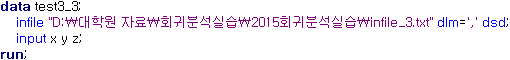 data test3_3;
infile "D:₩대학원 자료₩회귀분석실습₩2015회귀분석실습₩infile_3.txt" dlm=',' dsd;
input x y z;
run;